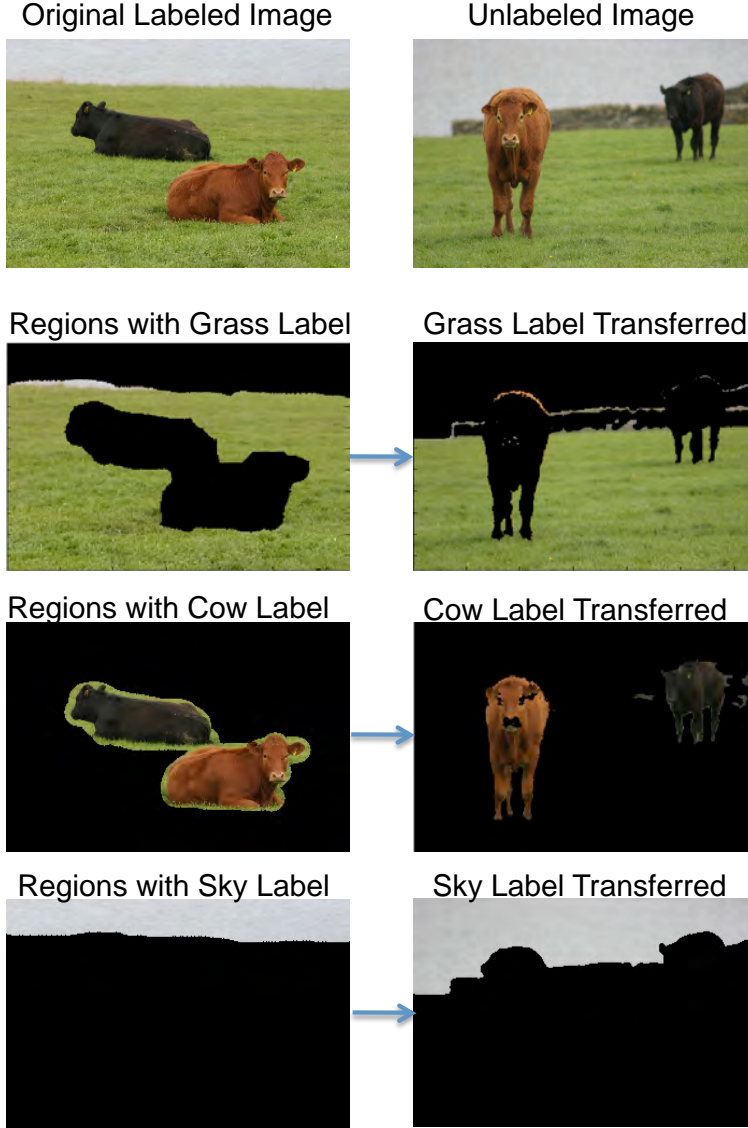 Original Labeled Image
Unlabeled Image
Regions with Grass Label
Grass Label Transferred
Regions with Cow Label
Cow Label Transferred
Regions with Sky Label
Sky Label Transferred